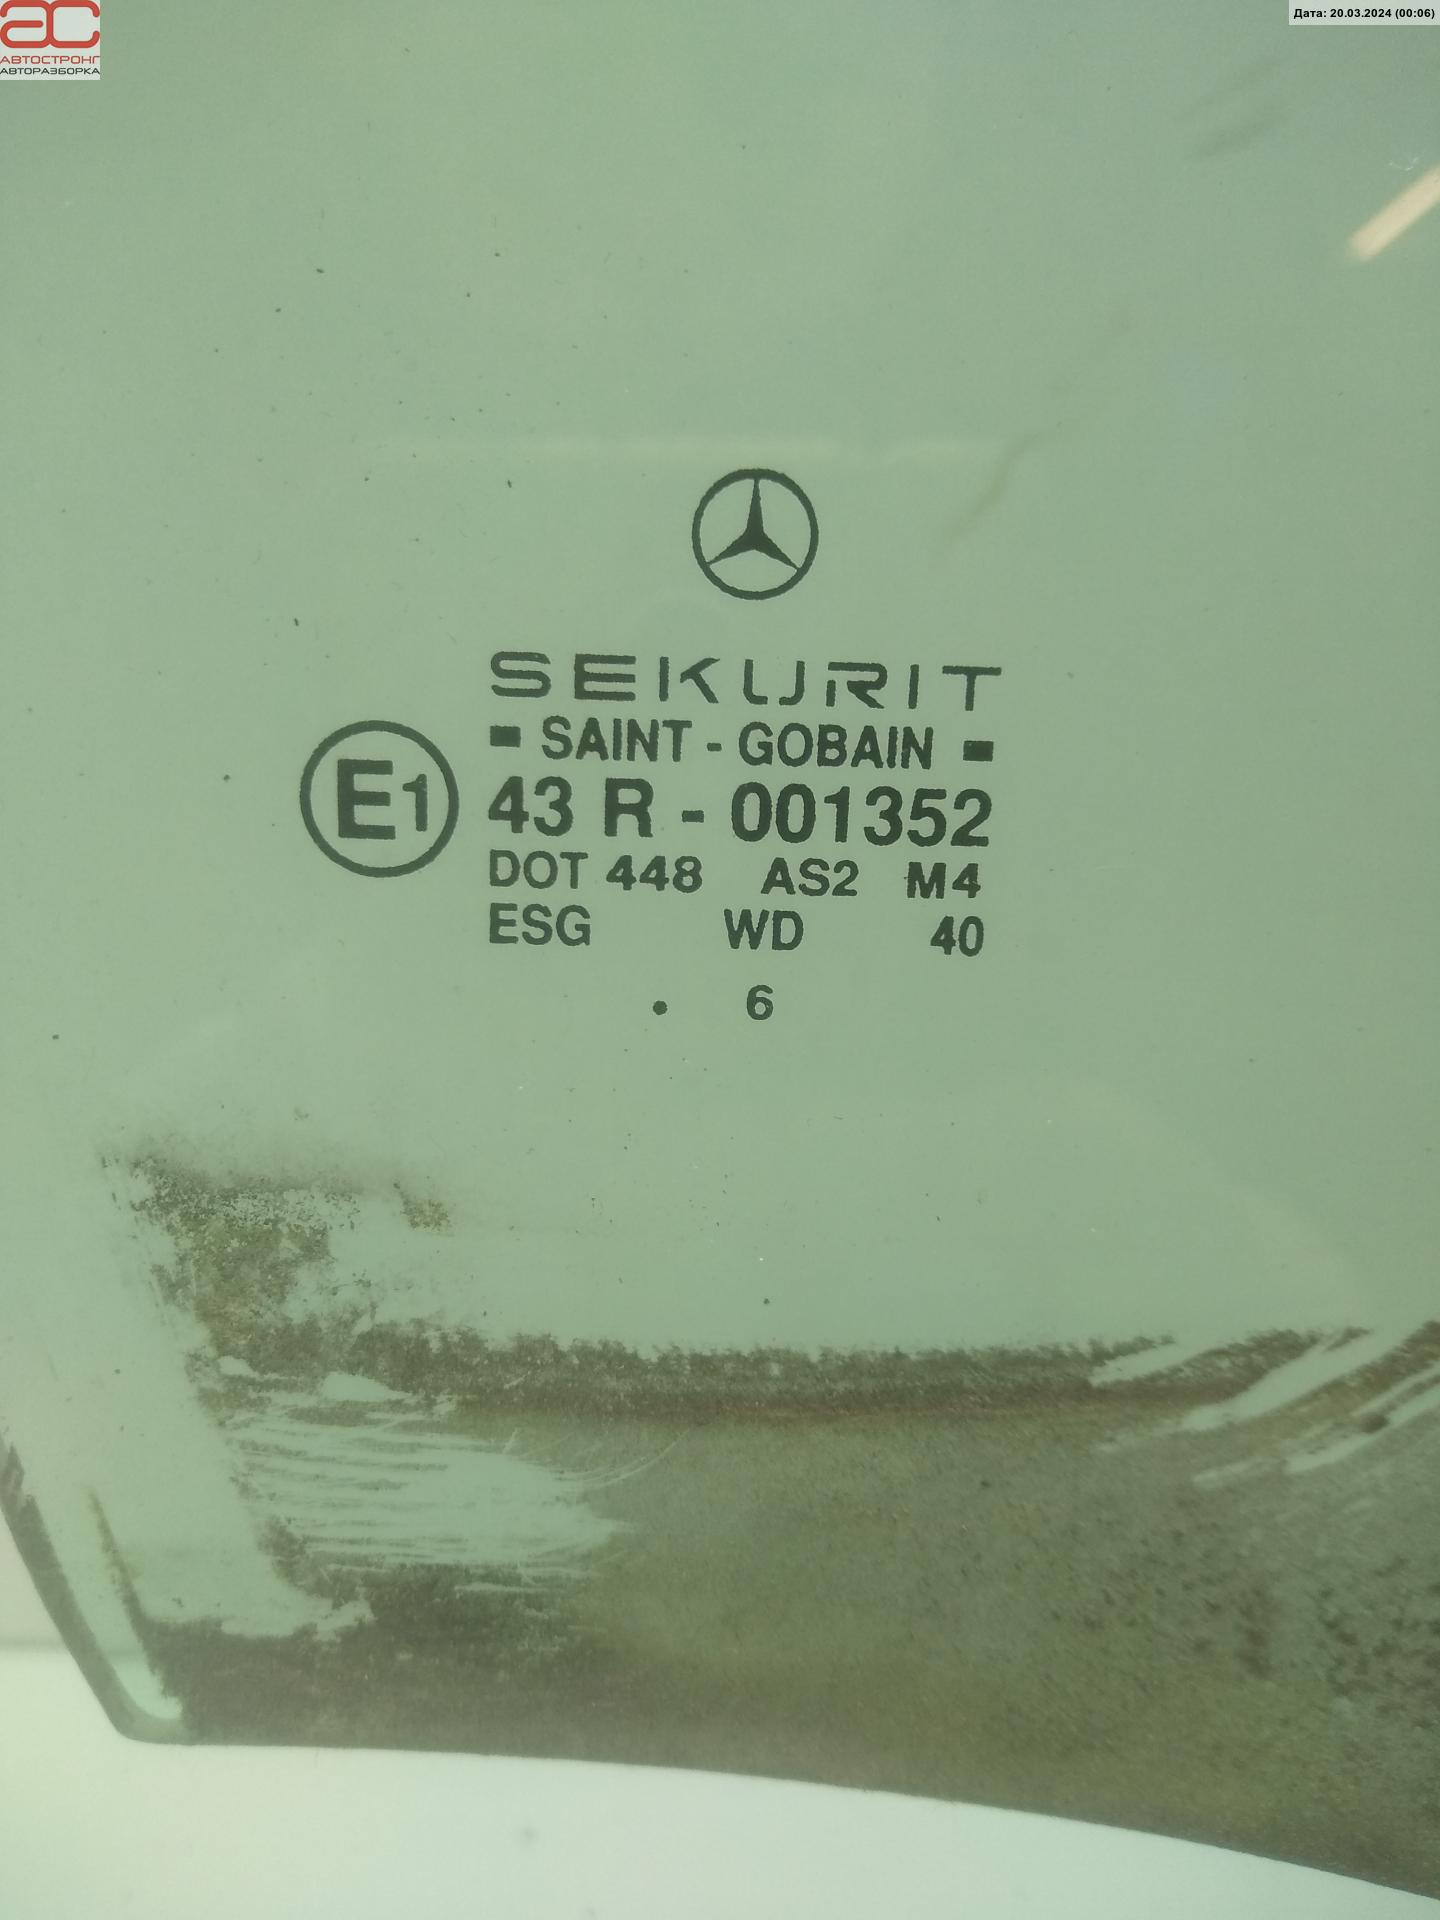 АВТОСТРОНГ
АВТОРАЗБОРКА
Дата: 20.03.2024 (00:06)
SEKURIT
SAINT - GOBAIN
E1
43 R - 001352
DOT 448 AS2 M4
ESG WD 40
. 6